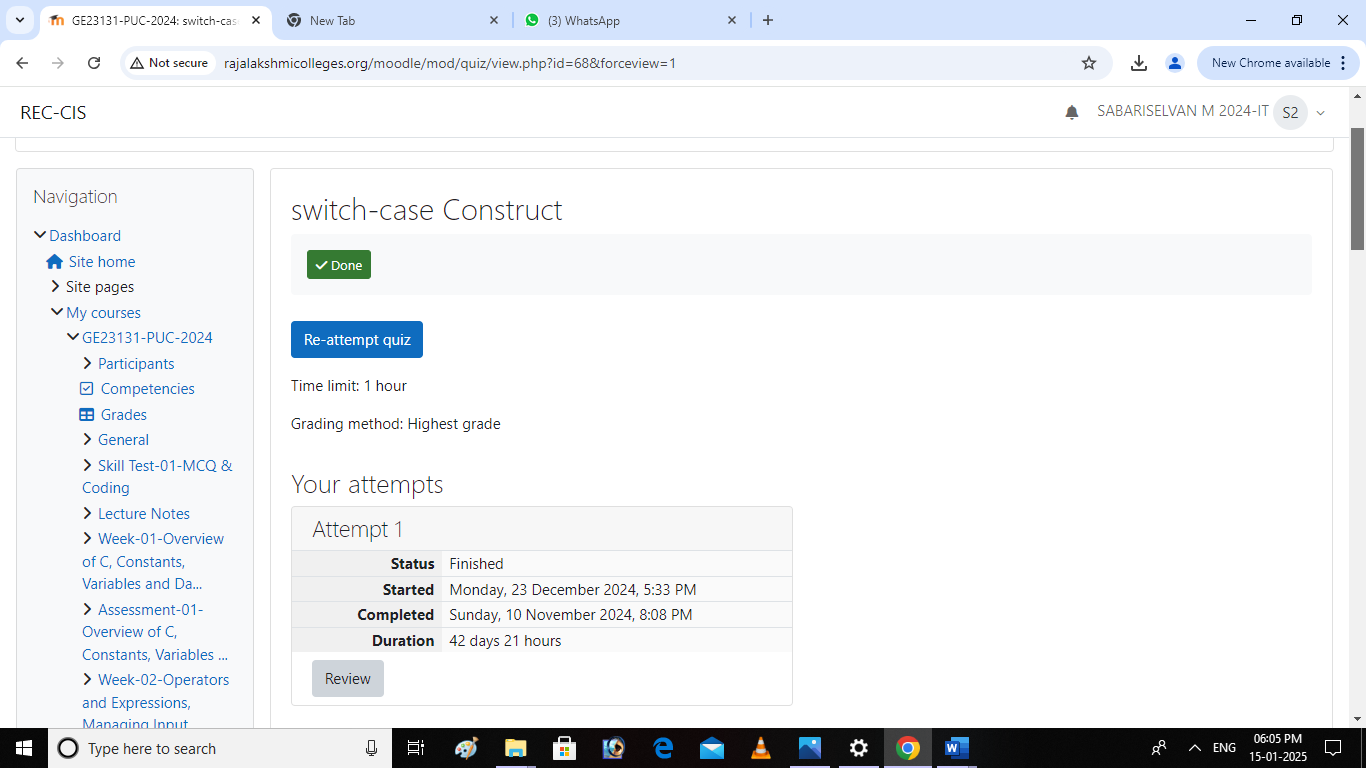 GE23131-PUC-2024: switch-cas
New Tab
(3) WhatsApp
Not secure
rajalakshmicolleges.org/moodle/mod/quiz/view.php?id=68&forceview=1
New Chrome available
REC-CIS
SABARISELVAN M 2024-IT
S2
Navigation
Dashboard
Site home
Site pages
My courses
GE23131-PUC-2024
Participants
Competencies
Grades
General
Skill Test-01-MCQ &
Coding
Lecture Notes
Week-01-Overview
of C, Constants,
Variables and Da...
Assessment-01-
Overview of C,
Constants, Variables ...
Week-02-Operators
and Expressions,
Managing Input
switch-case Construct
Done
Re-attempt quiz
Time limit: 1 hour
Grading method: Highest grade
Your attempts
Attempt 1
Status Finished
Started Monday, 23 December 2024, 5:33 PM
Completed Sunday, 10 November 2024, 8:08 PM
Duration 42 days 21 hours
Review
Type here to search
ENG
06:05 PM
15-01-2025